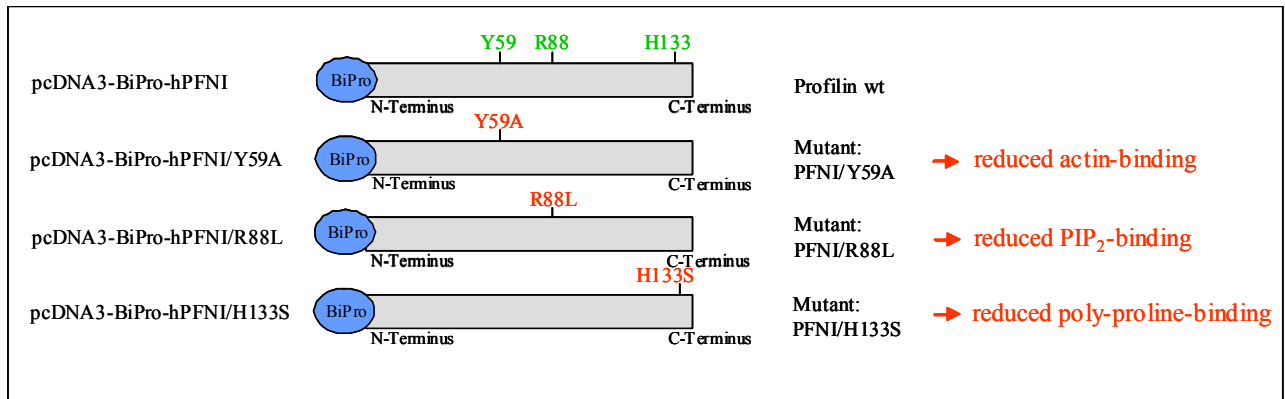 Y59 R88 H133
pcDNA3-BiPro-hPFNI BiPro Profilin wt
N-Terminus C-Terminus
Y59A
pcDNA3-BiPro-hPFNI/Y59A BiPro Mutant: PFNI/Y59A → reduced actin-binding
N-Terminus C-Terminus
R88L
pcDNA3-BiPro-hPFNI/R88L BiPro Mutant: PFNI/R88L → reduced PIP₂-binding
N-Terminus C-Terminus
H133S
pcDNA3-BiPro-hPFNI/H133S BiPro Mutant: PFNI/H133S → reduced poly-proline-binding
N-Terminus C-Terminus